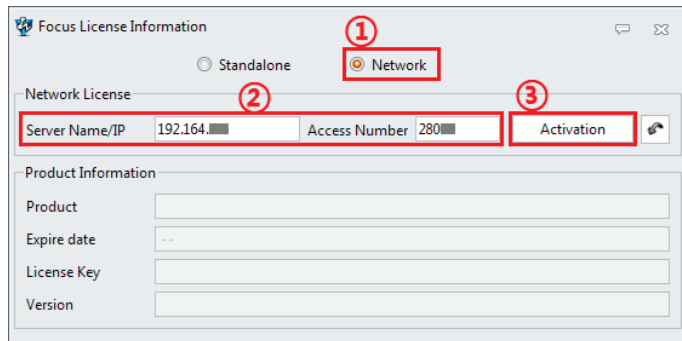 Focus License Information
①
Standalone
Network
Network License
②
③
Server Name/IP
192.164.
Access Number
280
Activation
Product Information
Product
Expire date
- -
License Key
Version